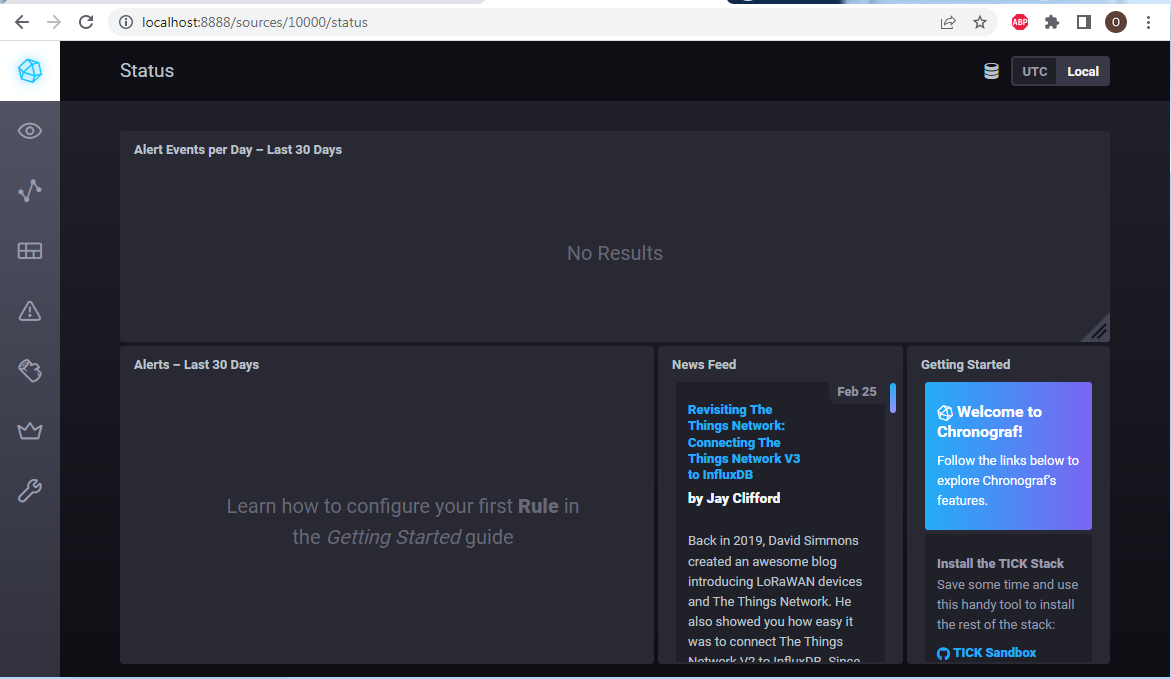 localhost:8888/sources/10000/status
ABP
O
Status
UTC
Local
Alert Events per Day – Last 30 Days
No Results
Alerts – Last 30 Days
Learn how to configure your first Rule in
the Getting Started guide
News Feed
Feb 25
Revisiting The
Things Network:
Connecting The
Things Network V3
to InfluxDB
by Jay Clifford
Back in 2019, David Simmons
created an awesome blog
introducing LoRaWAN devices
and The Things Network. He
also showed you how easy it
was to connect The Things
Network V2 to InfluxDB. Since
Getting Started
Welcome to
Chronograf!
Follow the links below to
explore Chronograf's
features.
Install the TICK Stack
Save some time and use
this handy tool to install
the rest of the stack:
TICK Sandbox